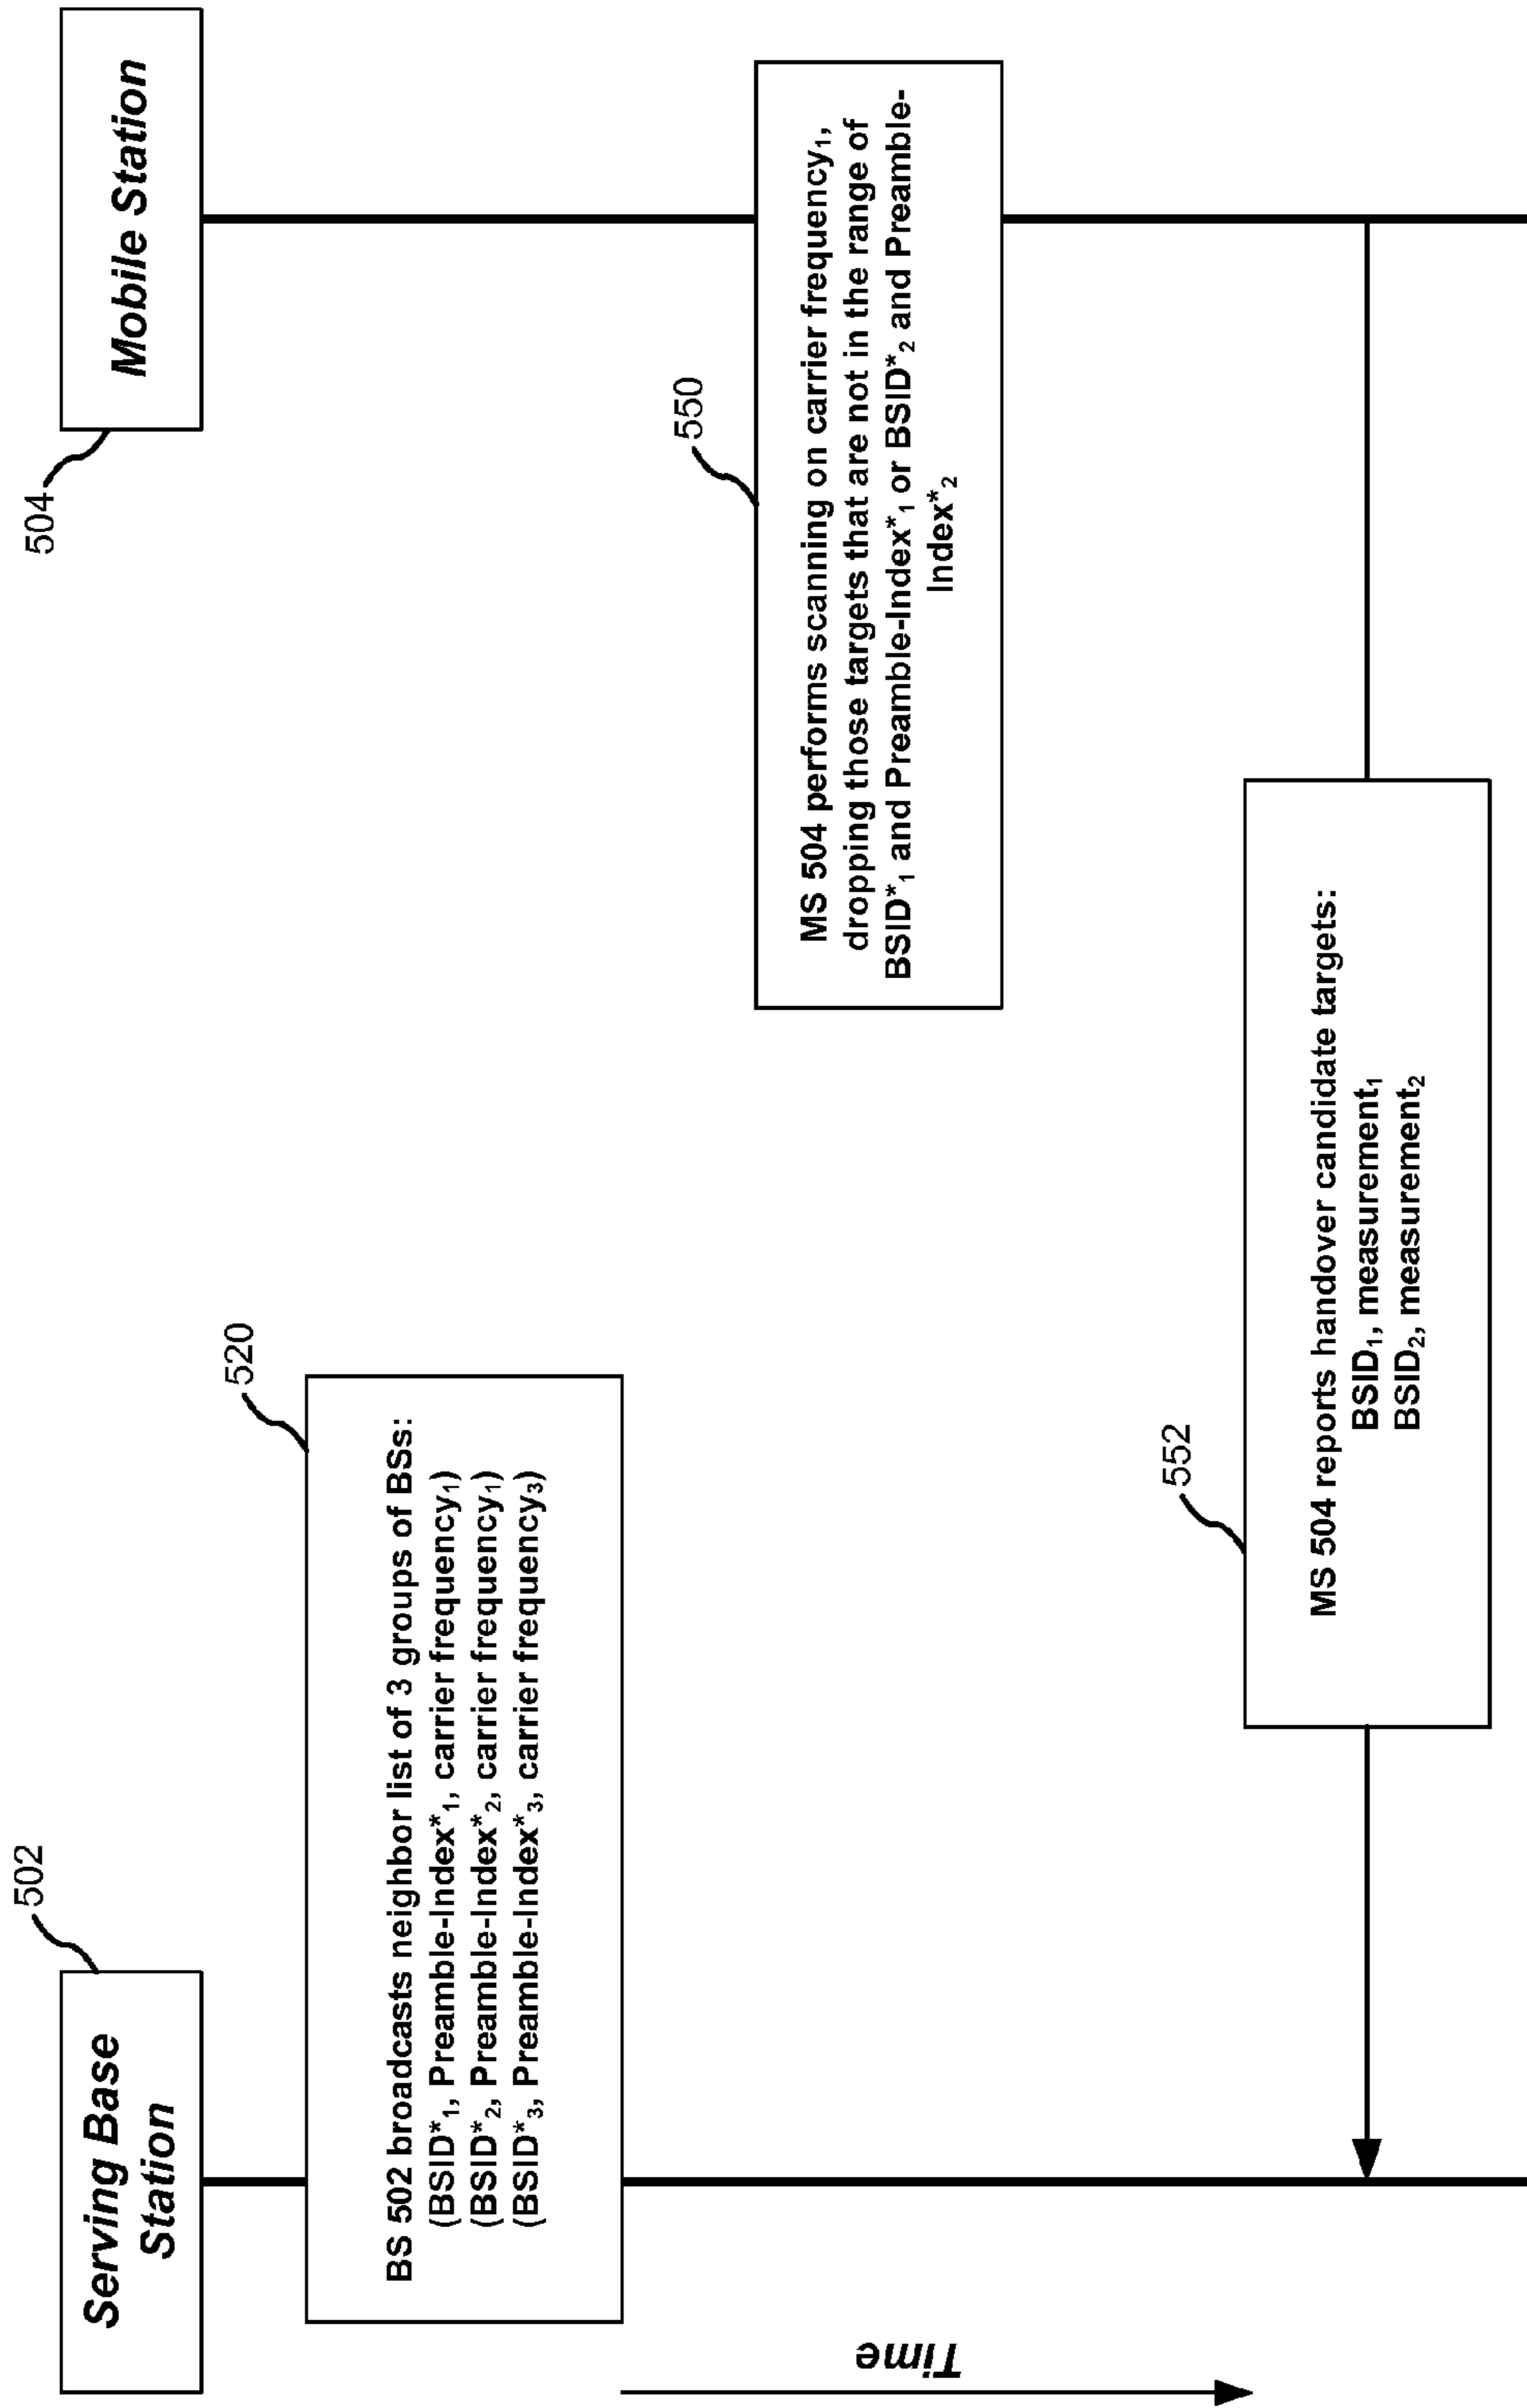 502
Serving Base
Station
504
Mobile Station
520
BS 502 broadcasts neighbor list of 3 groups of BSs:
(BSID*₁, Preamble-Index*₁, carrier frequency₁)
(BSID*₂, Preamble-Index*₂, carrier frequency₁)
(BSID*₃, Preamble-Index*₃, carrier frequency₃)
550
MS 504 performs scanning on carrier frequency₁,
dropping those targets that are not in the range of
BSID*₁ and Preamble-Index*₁ or BSID*₂ and Preamble-
Index*₂
Time
552
MS 504 reports handover candidate targets:
BSID₁, measurement₁
BSID₂, measurement₂